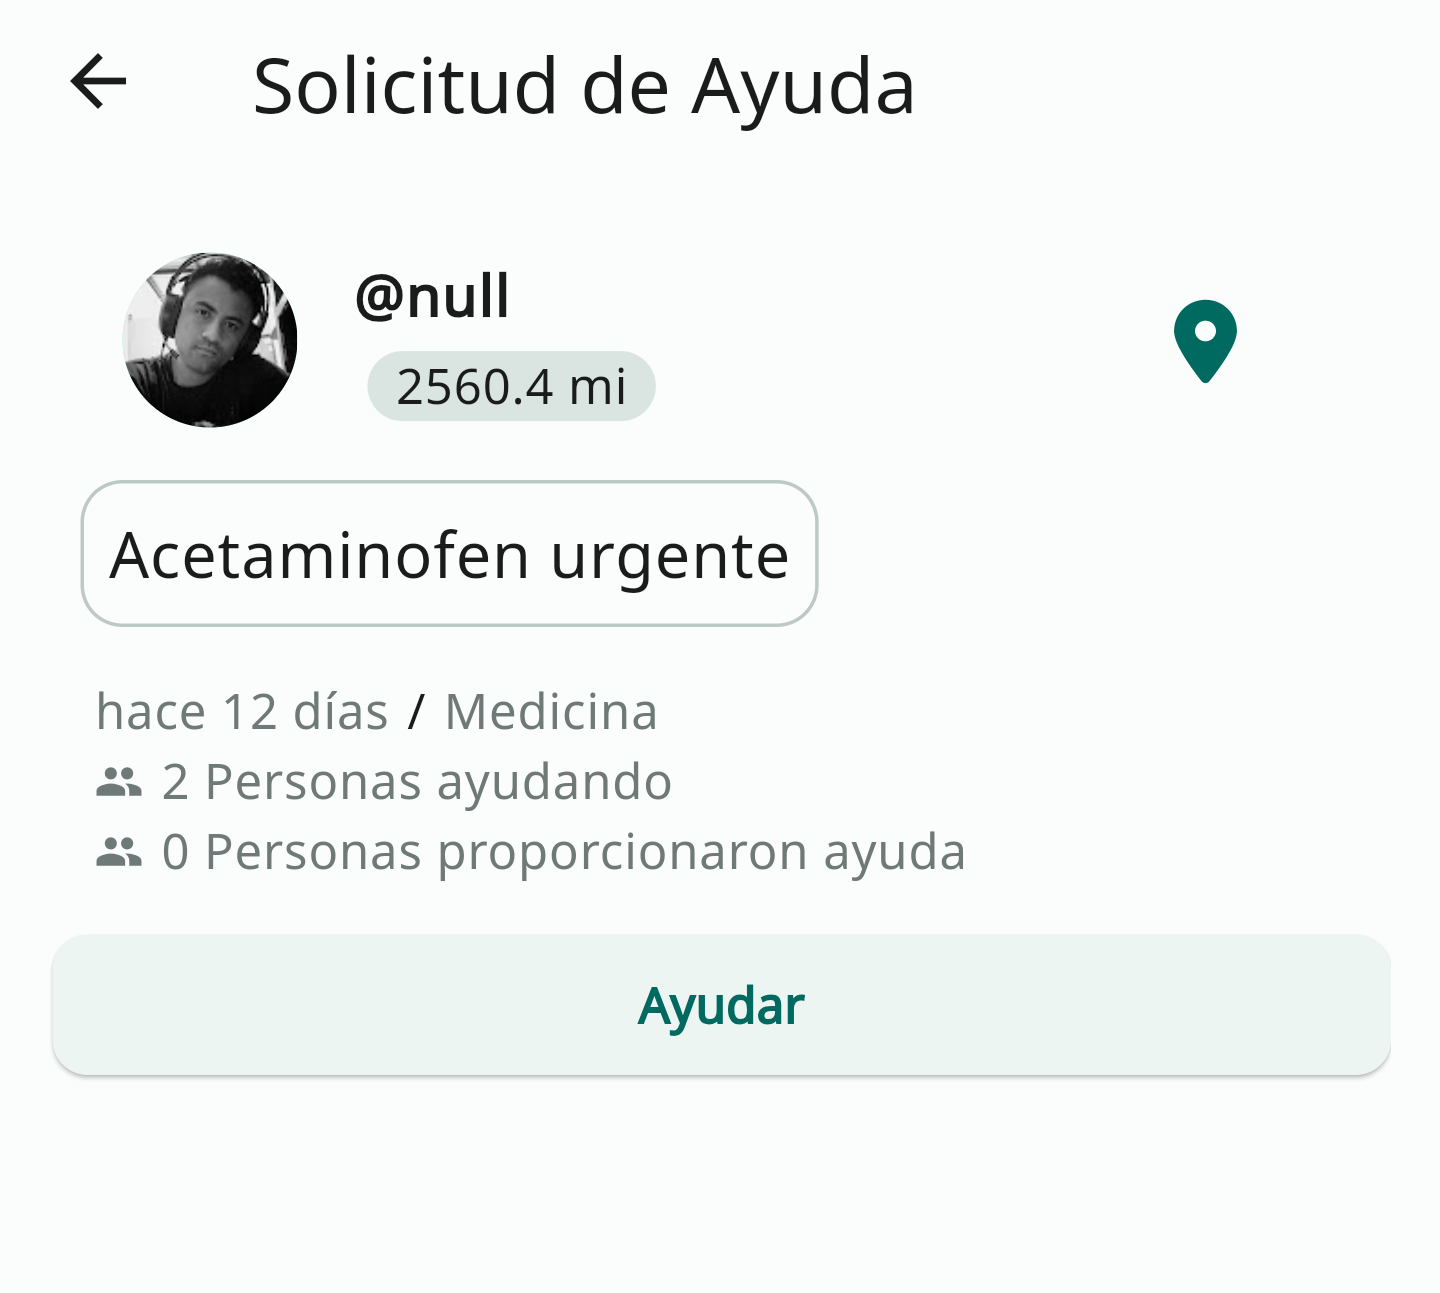 Solicitud de Ayuda
@null
2560.4 mi
Acetaminofen urgente
hace 12 días / Medicina
2 Personas ayudando
0 Personas proporcionaron ayuda
Ayudar